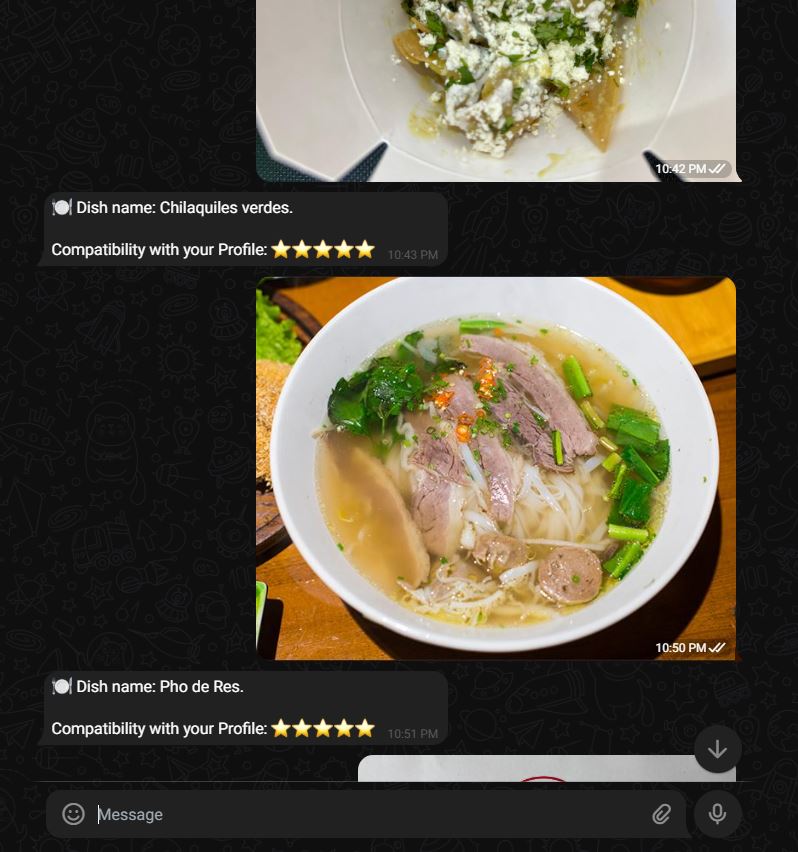 10:42 PM
🍽️ Dish name: Chilaquiles verdes.
Compatibility with your Profile: ⭐⭐⭐⭐⭐
10:43 PM
10:50 PM
🍽️ Dish name: Pho de Res.
Compatibility with your Profile: ⭐⭐⭐⭐⭐
10:51 PM
Message